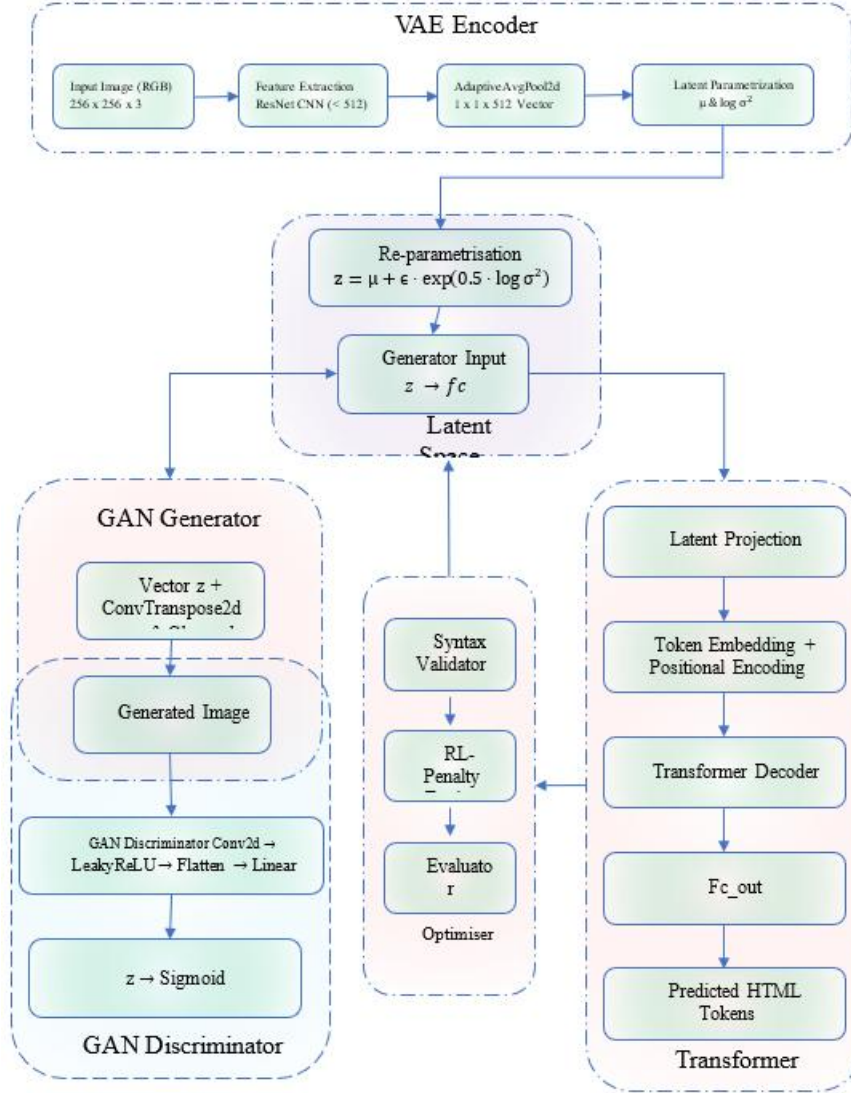 VAE Encoder
Input Image (RGB)
256 x 256 x 3
Feature Extraction
ResNet CNN (< 512)
AdaptiveAvgPool2d
1 x 1 x 512 Vector
Latent Parametrization
μ & log σ²
Re-parametrisation
z = μ + ϵ · exp(0.5 · log σ²)
Generator Input
z → fc
Latent
Space
GAN Generator
Vector z +
ConvTranspose2d
Generated Image
GAN Discriminator Conv2d →
LeakyReLU → Flatten → Linear
z → Sigmoid
GAN Discriminator
Syntax
Validator
RL-
Penalty
Evaluato
r
Optimiser
Latent Projection
Token Embedding +
Positional Encoding
Transformer Decoder
Fc_out
Predicted HTML
Tokens
Transformer